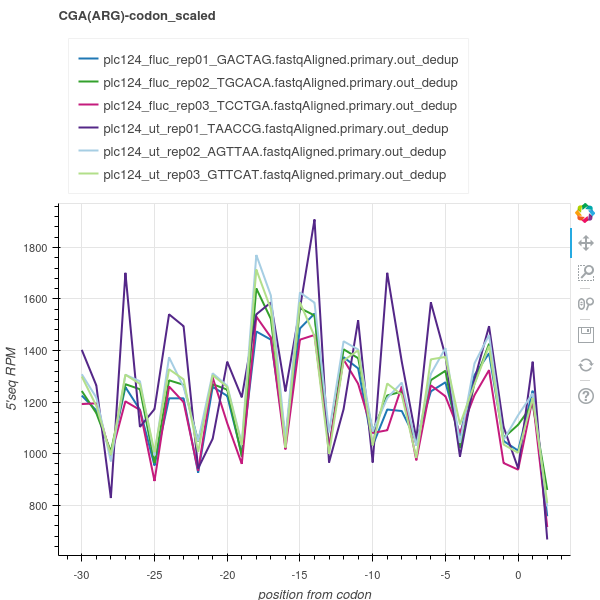 CGA(ARG)-codon_scaled
plc124_fluc_rep01_GACTAG.fastqAligned.primary.out_dedup
plc124_fluc_rep02_TGCACA.fastqAligned.primary.out_dedup
plc124_fluc_rep03_TCCTGA.fastqAligned.primary.out_dedup
plc124_ut_rep01_TAACCG.fastqAligned.primary.out_dedup
plc124_ut_rep02_AGTTAA.fastqAligned.primary.out_dedup
plc124_ut_rep03_GTTCAT.fastqAligned.primary.out_dedup
5'seq RPM
1800
1600
1400
1200
1000
800
-30 -25 -20 -15 -10 -5 0
position from codon